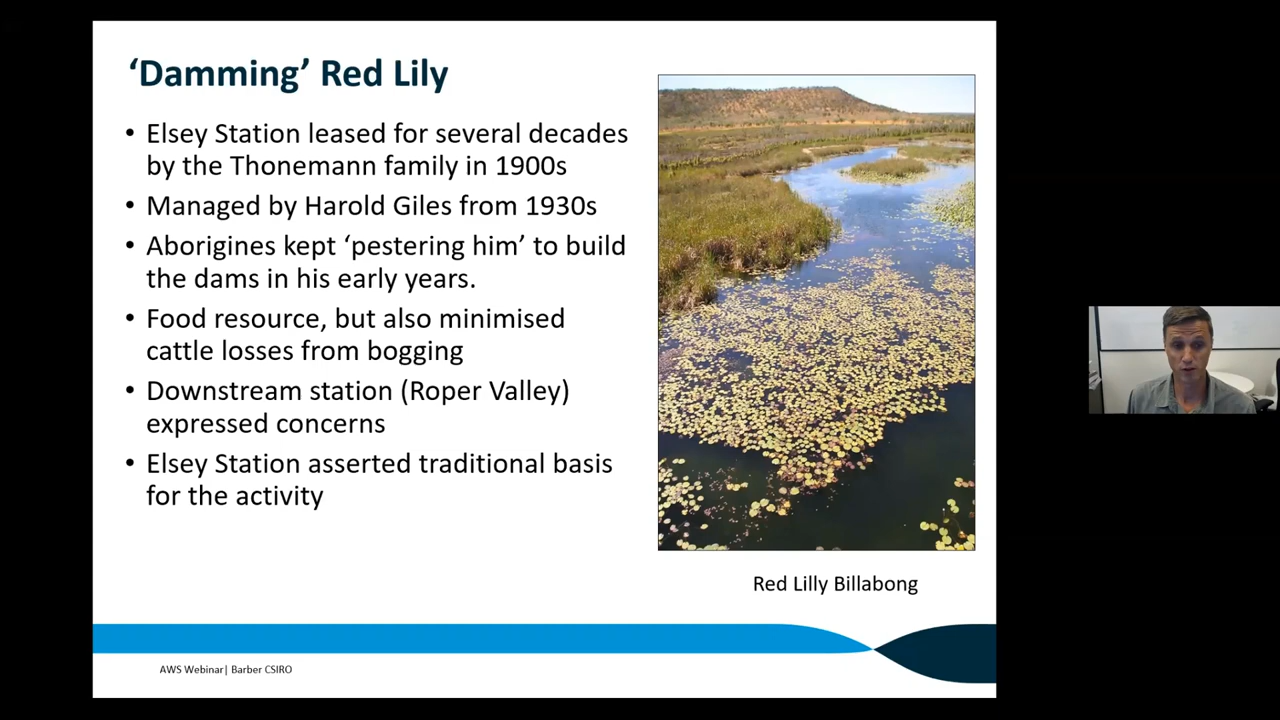 ‘Damming’ Red Lily
• Elsey Station leased for several decades
by the Thonemann family in 1900s
• Managed by Harold Giles from 1930s
• Aborigines kept ‘pestering him’ to build
the dams in his early years.
• Food resource, but also minimised
cattle losses from bogging
• Downstream station (Roper Valley)
expressed concerns
• Elsey Station asserted traditional basis
for the activity
Red Lilly Billabong
AWS Webinar| Barber CSIRO